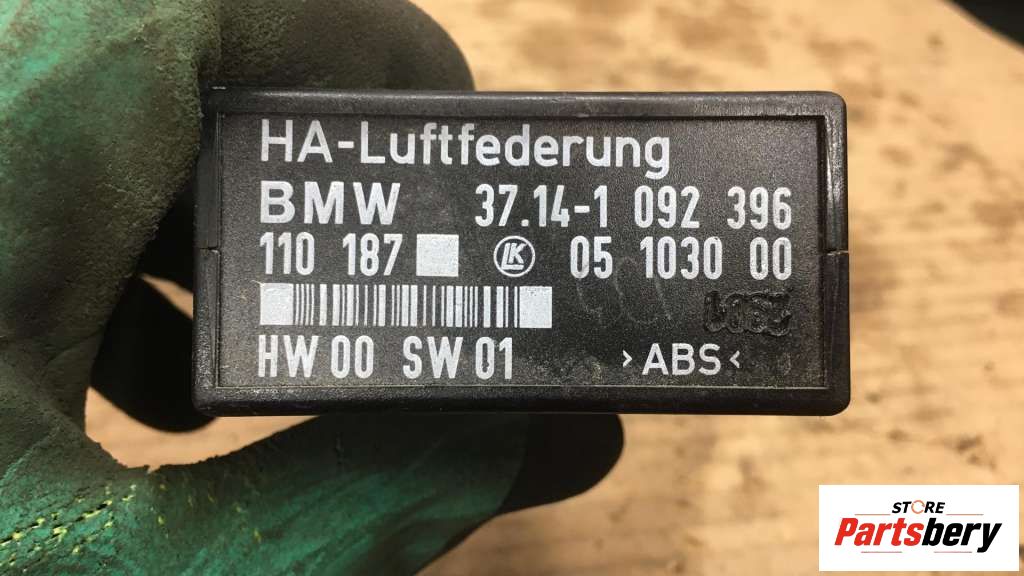 HA-Luftfederung
BMW 37.14-1 092 396
110 187 LK 05 1030 00
HW 00 SW 01 >ABS<
STORE
Partsbery